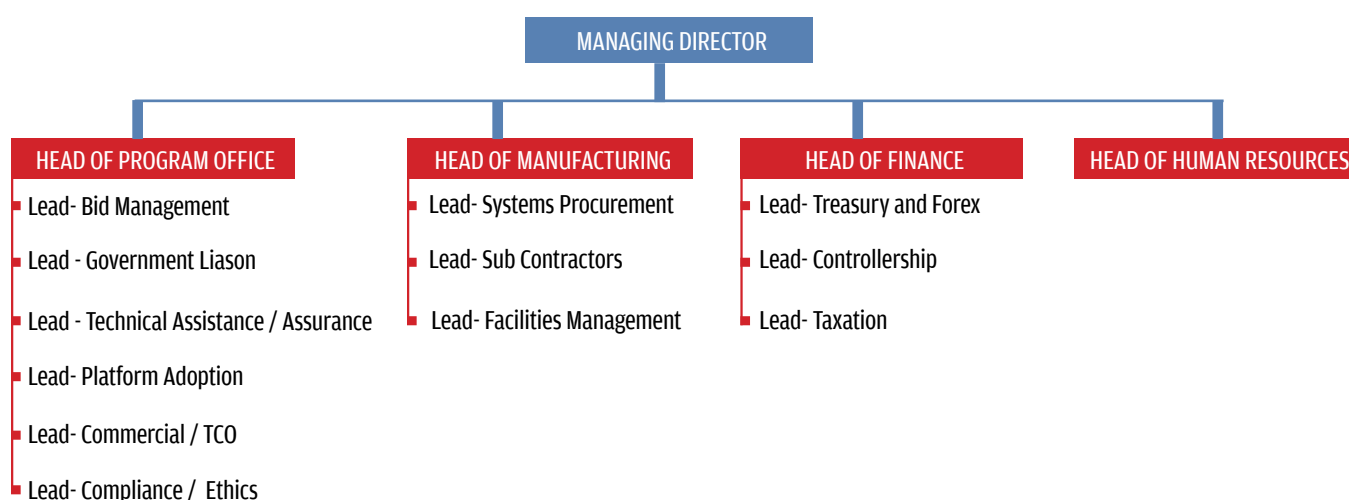 MANAGING DIRECTOR
HEAD OF PROGRAM OFFICE
Lead- Bid Management
Lead - Government Liason
Lead - Technical Assistance / Assurance
Lead- Platform Adoption
Lead- Commercial / TCO
Lead- Compliance / Ethics
HEAD OF MANUFACTURING
Lead- Systems Procurement
Lead- Sub Contractors
Lead- Facilities Management
HEAD OF FINANCE
Lead- Treasury and Forex
Lead- Controllership
Lead- Taxation
HEAD OF HUMAN RESOURCES